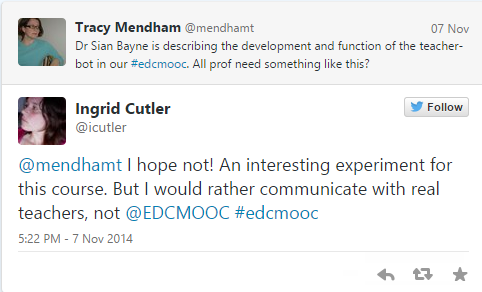 Tracy Mendham @mendhamt 07 Nov
Dr Sian Bayne is describing the development and function of the teacher-
bot in our #edcmooc. All prof need something like this?
Ingrid Cutler
@icutler
Follow
@mendhamt I hope not! An interesting experiment for
this course. But I would rather communicate with real
teachers, not @EDCMOOC #edcmooc
5:22 PM - 7 Nov 2014